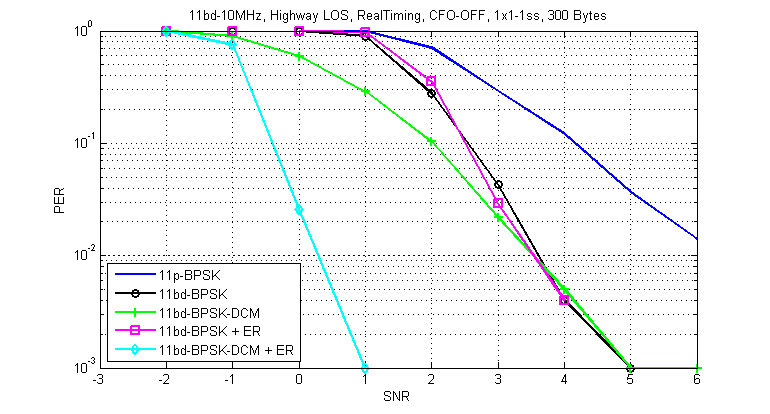 11bd-10MHz, Highway LOS, RealTiming, CFO-OFF, 1x1-1ss, 300 Bytes
10^0
10^-1
10^-2
10^-3
PER
11p-BPSK
11bd-BPSK
11bd-BPSK-DCM
11bd-BPSK + ER
11bd-BPSK-DCM + ER
-3 -2 -1 0 1 2 3 4 5 6
SNR